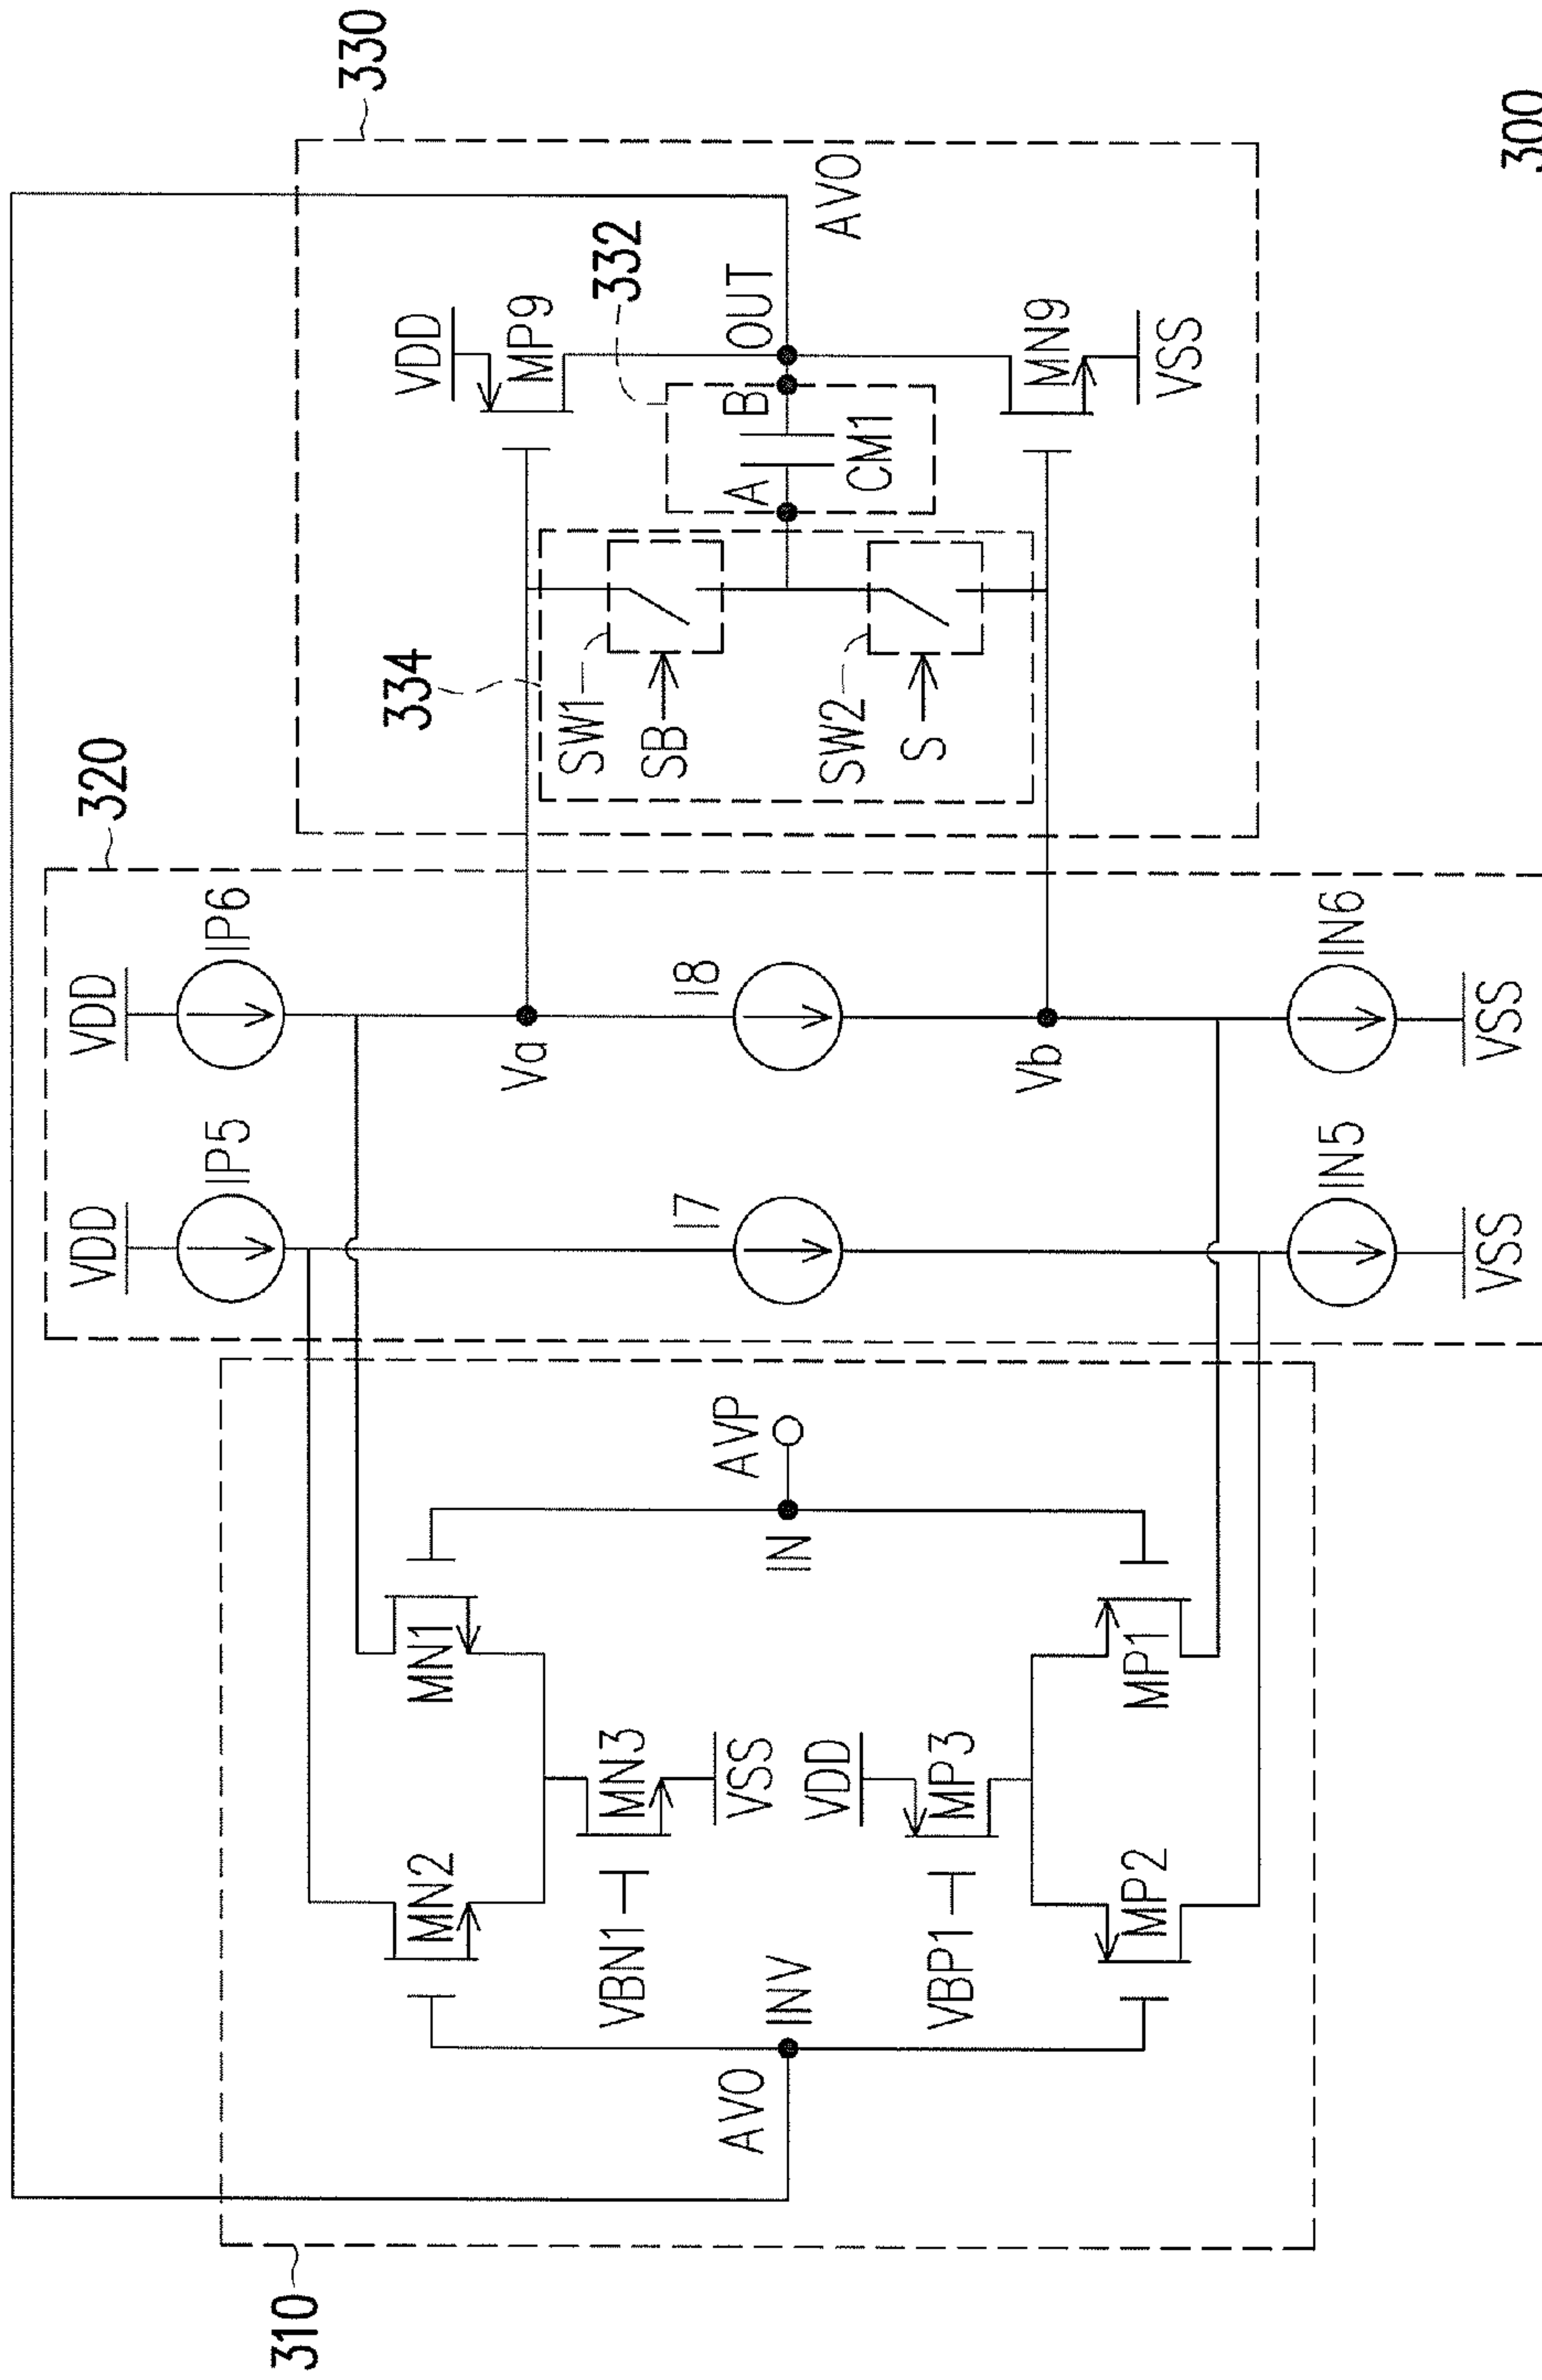 310
320
330
300
AVO
INV
MN2
MN1
VBN1
MN3
VSS
VBP1
VDD
MP3
MP2
MP1
IN
AVP
VDD
IP5
VDD
IP6
I7
I8
Va
Vb
IN5
VSS
IN6
VSS
334
SW1
SB
SW2
S
332
A
B
CM1
VDD
MP9
OUT
AVO
MN9
VSS